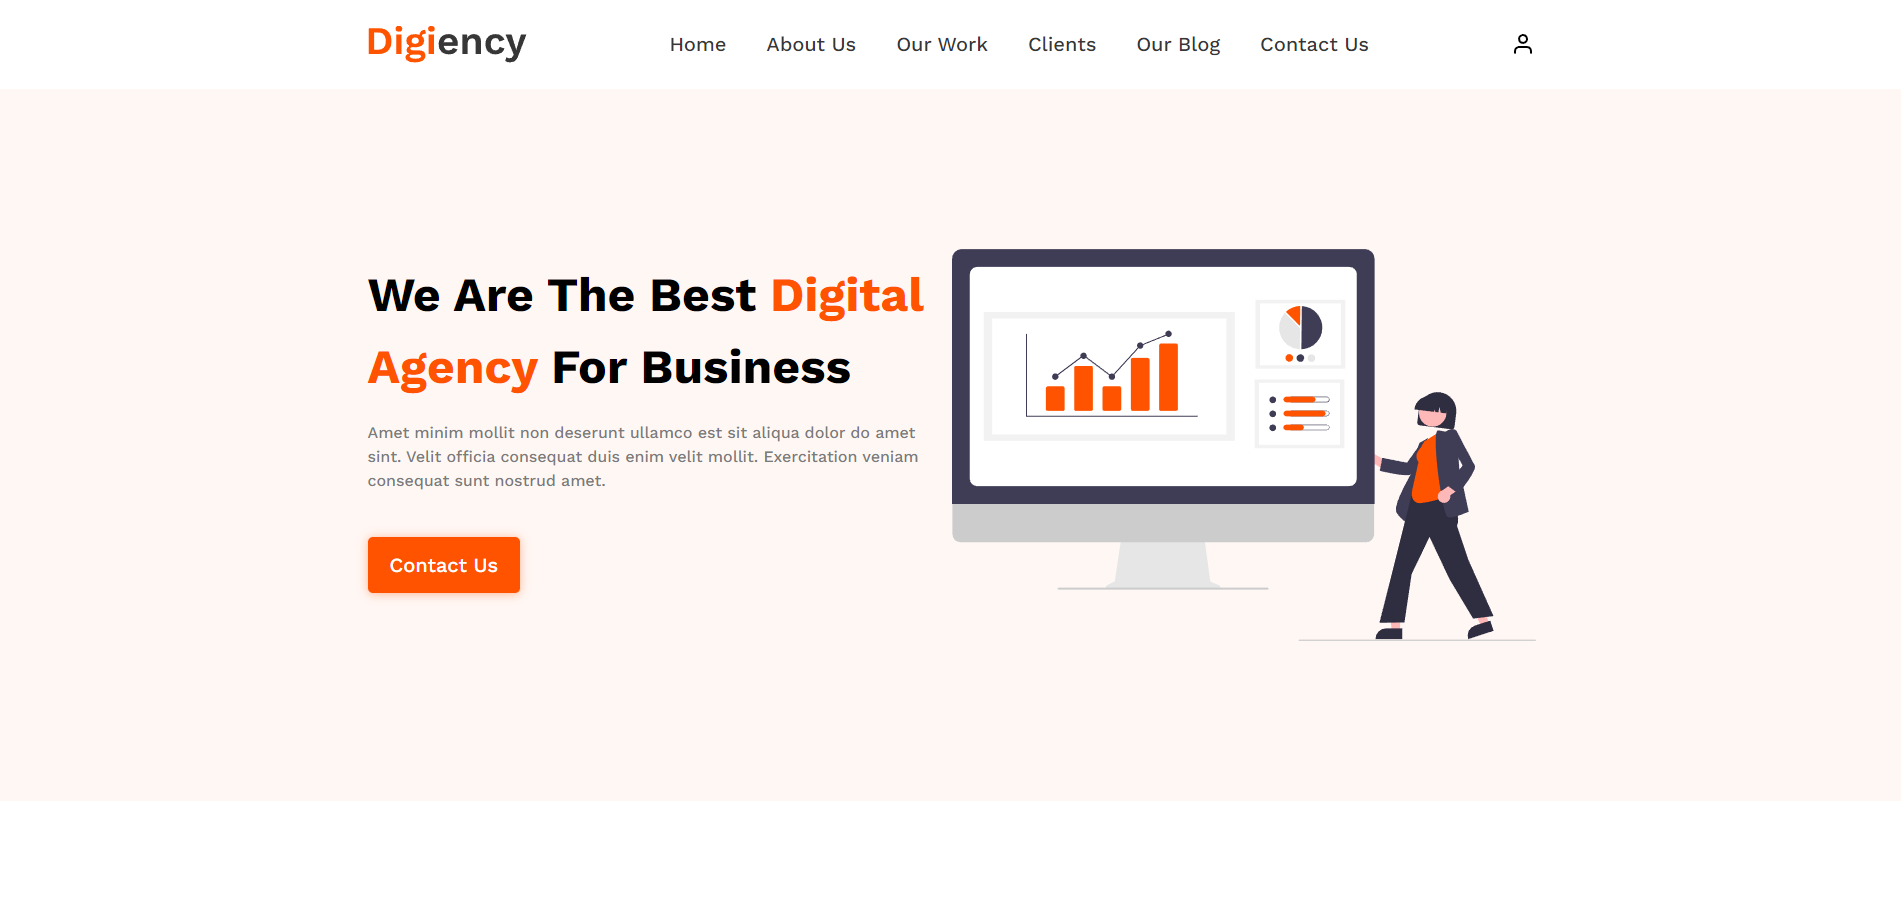 Digiency
Home About Us Our Work Clients Our Blog Contact Us
We Are The Best Digital
Agency For Business
Amet minim mollit non deserunt ullamco est sit aliqua dolor do amet
sint. Velit officia consequat duis enim velit mollit. Exercitation veniam
consequat sunt nostrud amet.
Contact Us